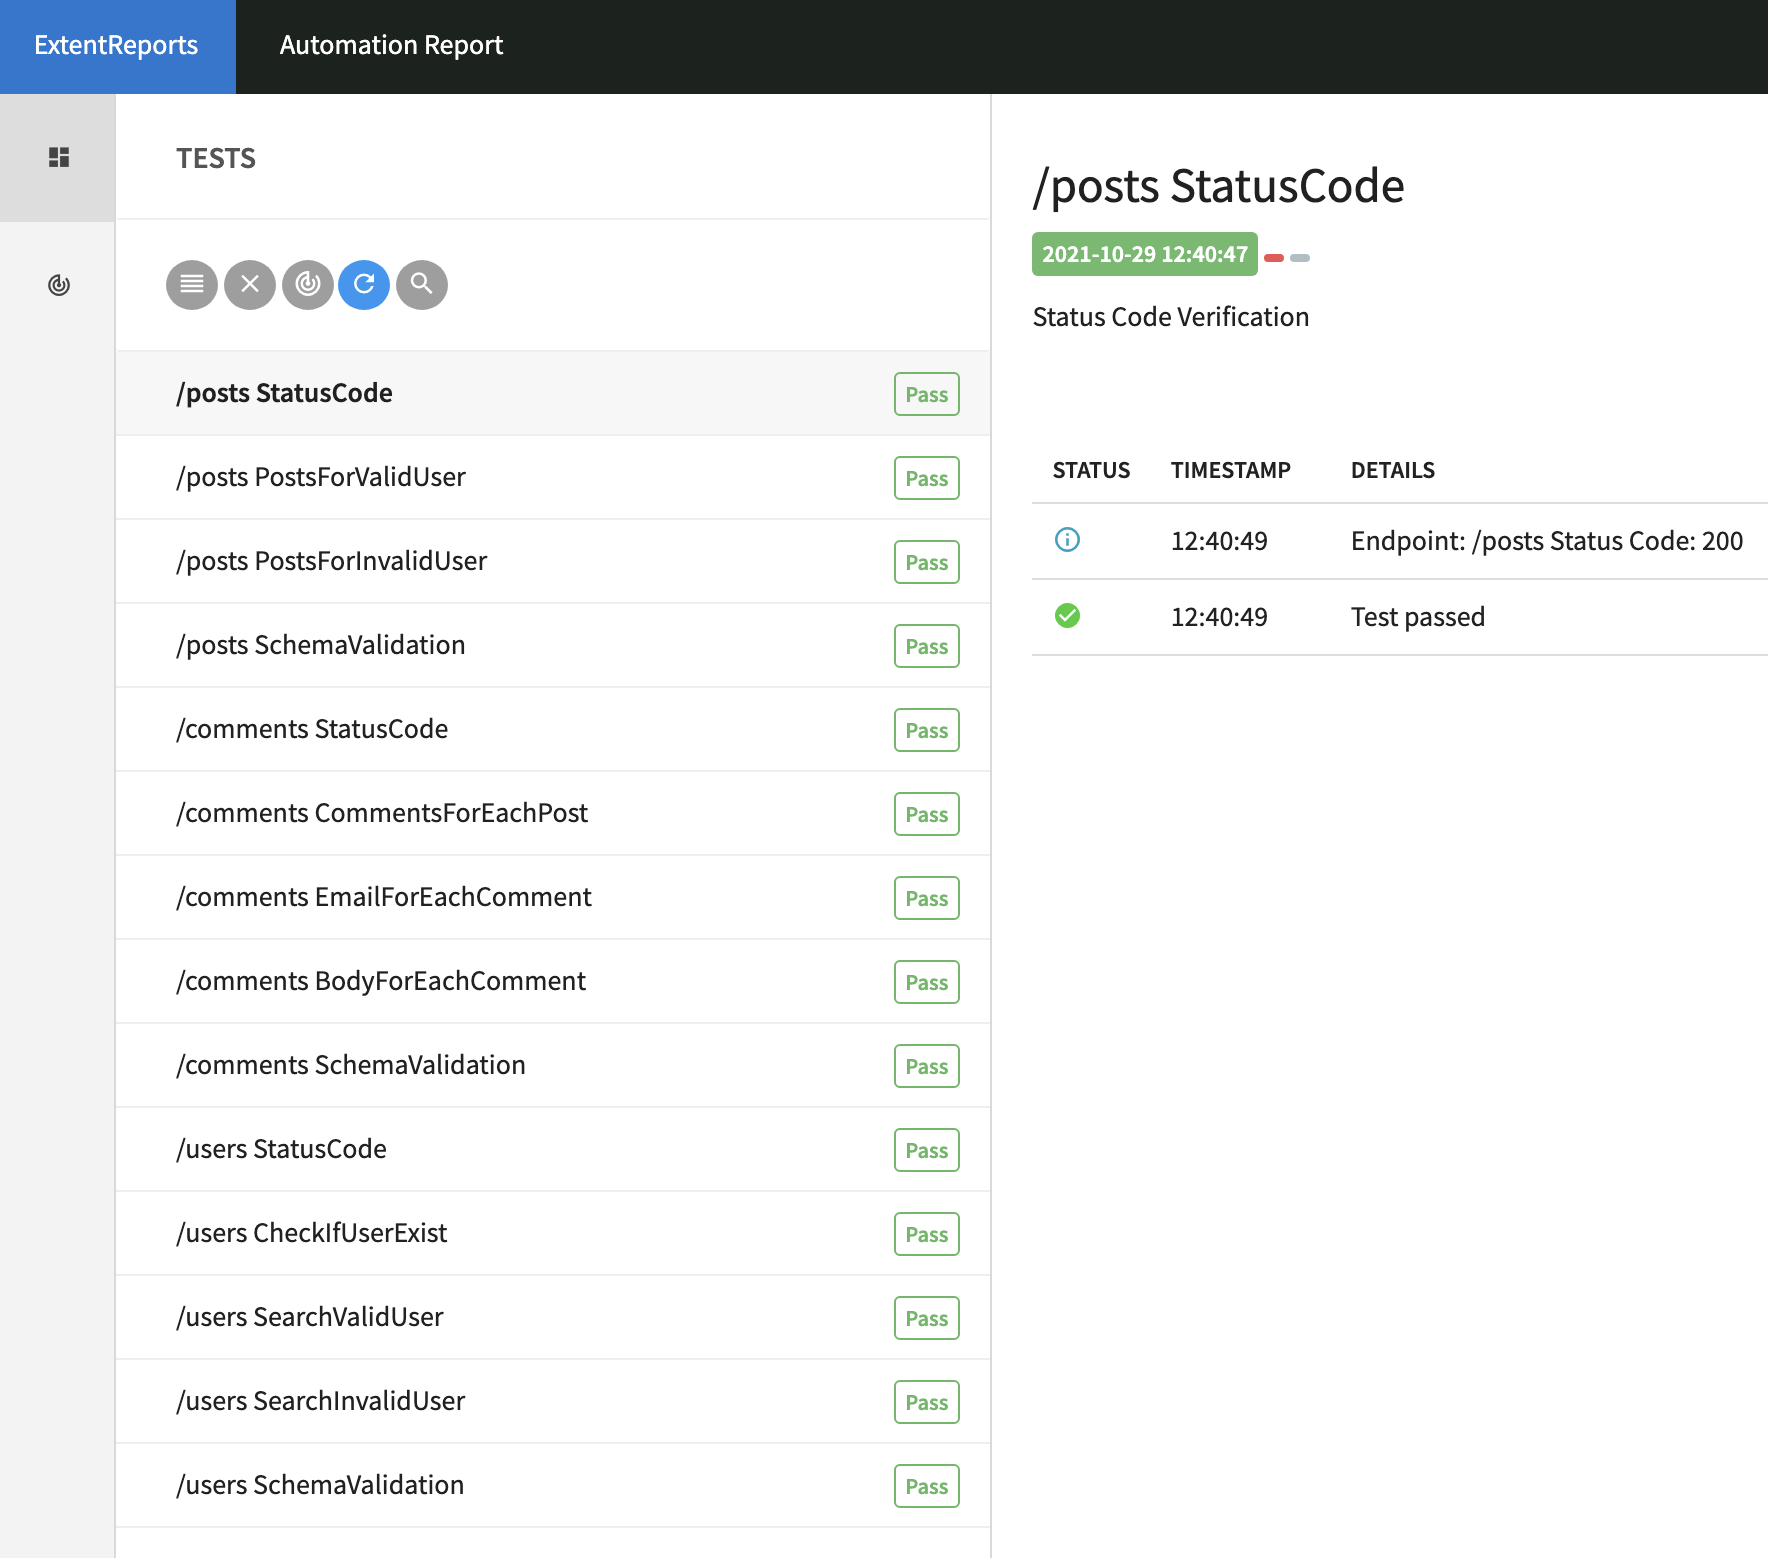 ExtentReports
Automation Report
TESTS
/posts StatusCode Pass
/posts PostsForValidUser Pass
/posts PostsForInvalidUser Pass
/posts SchemaValidation Pass
/comments StatusCode Pass
/comments CommentsForEachPost Pass
/comments EmailForEachComment Pass
/comments BodyForEachComment Pass
/comments SchemaValidation Pass
/users StatusCode Pass
/users CheckIfUserExist Pass
/users SearchValidUser Pass
/users SearchInvalidUser Pass
/users SchemaValidation Pass
/posts StatusCode
2021-10-29 12:40:47
Status Code Verification
STATUS TIMESTAMP DETAILS
12:40:49 Endpoint: /posts Status Code: 200
12:40:49 Test passed